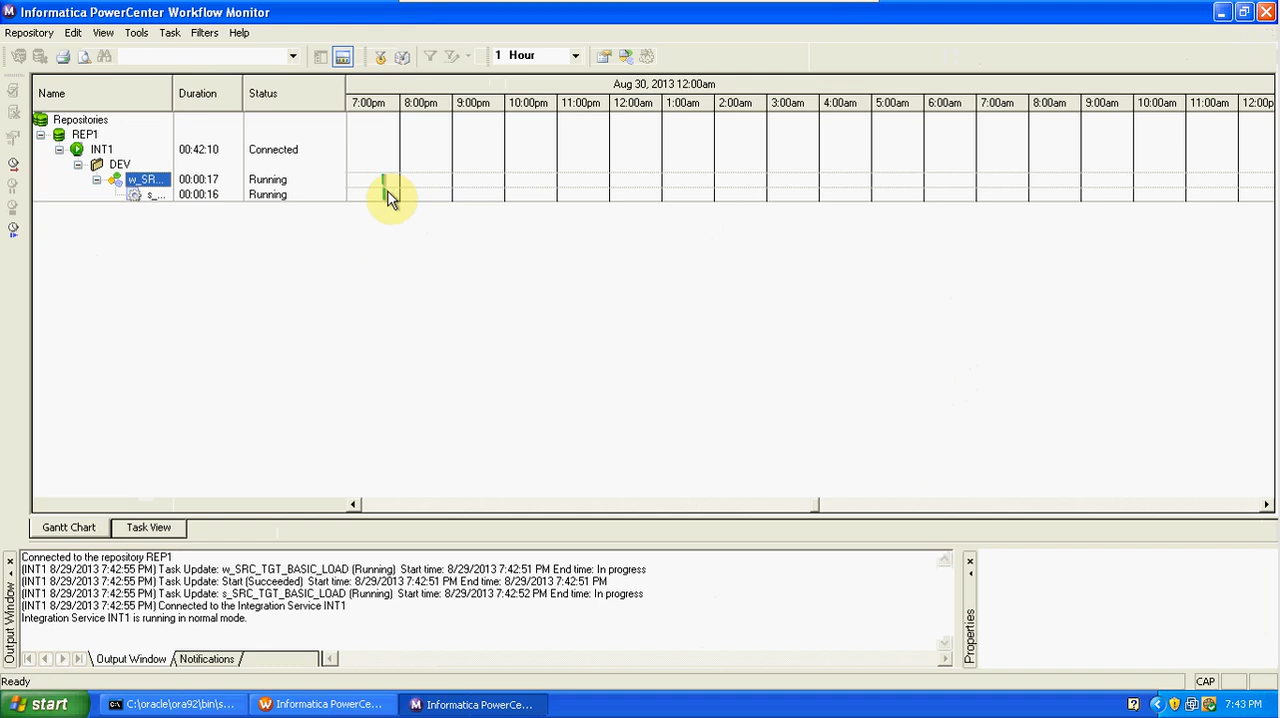 Informatica PowerCenter Workflow Monitor
Repository Edit View Tools Task Filters Help
1 Hour
Name Duration Status Aug 30, 2013 12:00am
7:00pm 8:00pm 9:00pm 10:00pm 11:00pm 12:00am 1:00am 2:00am 3:00am 4:00am 5:00am 6:00am 7:00am 8:00am 9:00am 10:00am 11:00am 12:00p
Repositories
REP1
INT1 00:42:10 Connected
DEV
w_SR... 00:00:17 Running
s_... 00:00:16 Running
Gantt Chart Task View
Connected to the repository REP1
(INT1 8/29/2013 7:42:55 PM) Task Update: w_SRC_TGT_BASIC_LOAD (Running) Start time: 8/29/2013 7:42:51 PM End time: In progress
(INT1 8/29/2013 7:42:55 PM) Task Update: Start (Succeeded) Start time: 8/29/2013 7:42:51 PM End time: 8/29/2013 7:42:51 PM
(INT1 8/29/2013 7:42:55 PM) Task Update: s_SRC_TGT_BASIC_LOAD (Running) Start time: 8/29/2013 7:42:52 PM End time: In progress
(INT1 8/29/2013 7:42:55 PM) Connected to the Integration Service INT1
Integration Service INT1 is running in normal mode.
Output Window
Properties
Output Window Notifications
Ready CAP
start C:\oracle\ora92\bin\s... Informatica PowerCe... Informatica PowerCe... 7:43 PM